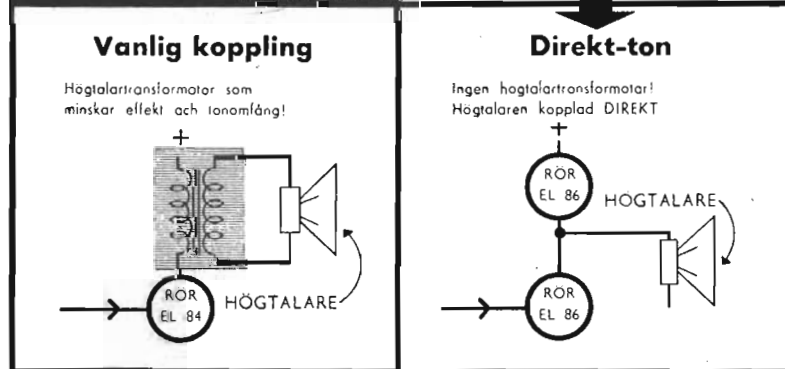 Vanlig koppling
Högtalartransformator som
minskar effekt och tonomfång!
+
RÖR
EL 84
HÖGTALARE
Direkt-ton
Ingen hogtalartransformator!
Högtalaren kopplad DIREKT
+
RÖR
EL 86
HÖGTALARE
RÖR
EL 86